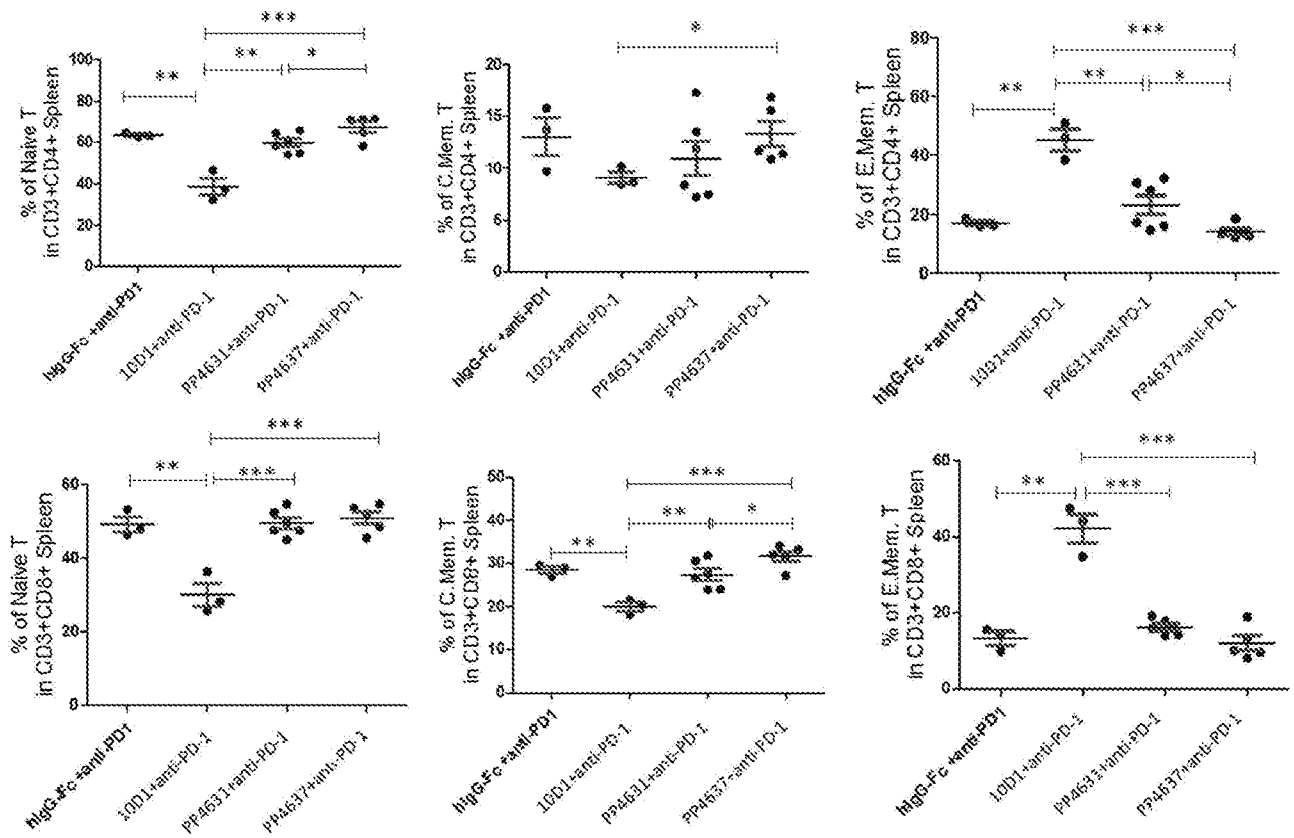 ***
** ** *
100
80
60
40
20
0
% of Naive T
in CD3+CD4+ Spleen
hIgG-Fc +anti-PD1
10D1+anti-PD-1
PP4631+anti-PD-1
PP4637+anti-PD-1
*
20
15
10
5
0
% of C.Mem. T
in CD3+CD4+ Spleen
hIgG-Fc +anti-PD1
10D1+anti-PD-1
PP4631+anti-PD-1
PP4637+anti-PD-1
***
** ** *
80
60
40
20
0
% of E.Mem. T
in CD3+CD4+ Spleen
hIgG-Fc +anti-PD1
10D1+anti-PD-1
PP4631+anti-PD-1
PP4637+anti-PD-1
***
** ***
60
40
20
0
% of Naive T
in CD3+CD8+ Spleen
hIgG-Fc +anti-PD1
10D1+anti-PD-1
PP4631+anti-PD-1
PP4637+anti-PD-1
***
** *
**
50
40
30
20
10
0
% of C.Mem. T
in CD3+CD8+ Spleen
hIgG-Fc +anti-PD1
10D1+anti-PD-1
PP4631+anti-PD-1
PP4637+anti-PD-1
***
** ***
60
40
20
0
% of E.Mem. T
in CD3+CD8+ Spleen
hIgG-Fc +anti-PD1
10D1+anti-PD-1
PP4631+anti-PD-1
PP4637+anti-PD-1